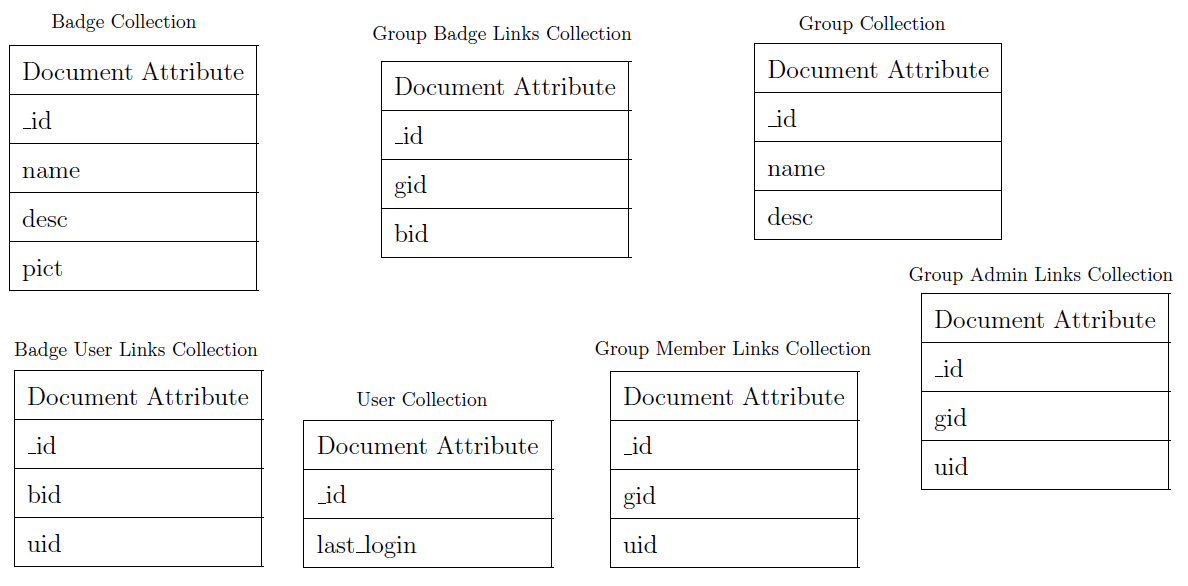 Badge Collection
Document Attribute
_id
name
desc
pict
Group Badge Links Collection
Document Attribute
_id
gid
bid
Group Collection
Document Attribute
_id
name
desc
Group Admin Links Collection
Document Attribute
_id
gid
uid
Badge User Links Collection
Document Attribute
_id
bid
uid
User Collection
Document Attribute
_id
last_login
Group Member Links Collection
Document Attribute
_id
gid
uid